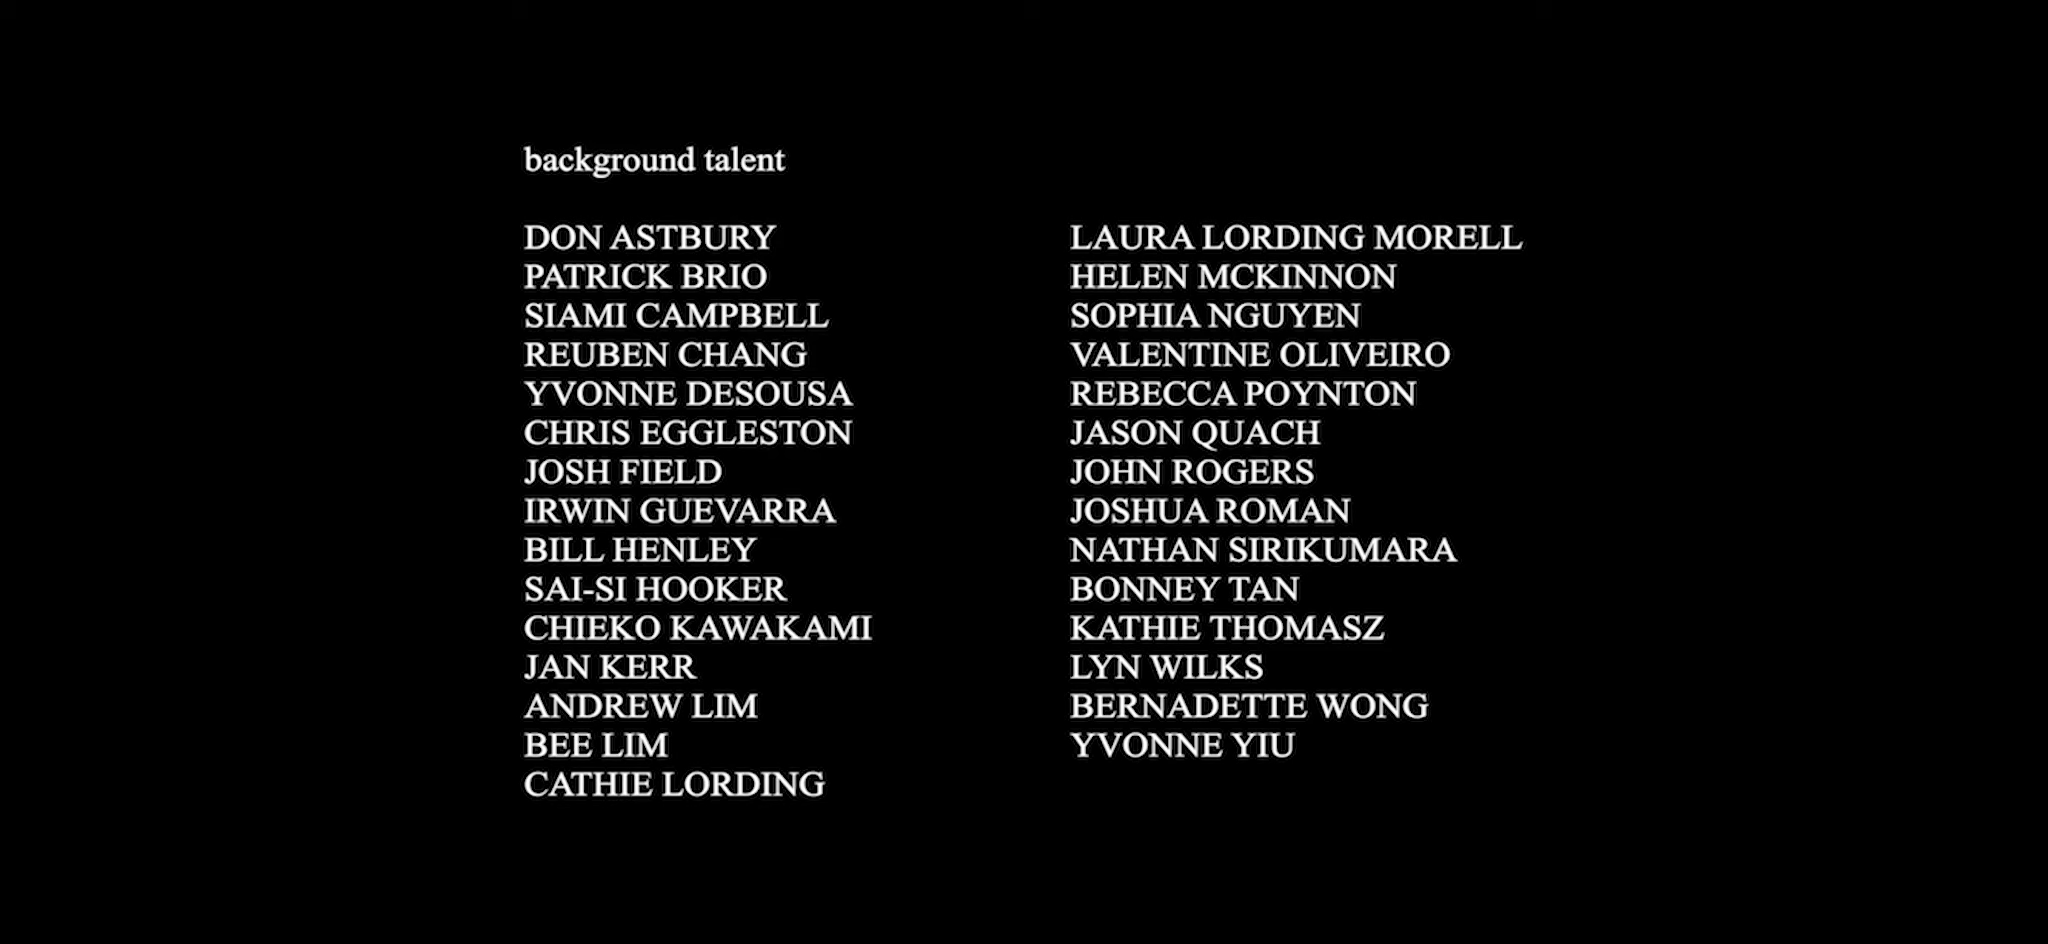 background talent
DON ASTBURY
PATRICK BRIO
SIAMI CAMPBELL
REUBEN CHANG
YVONNE DESOUSA
CHRIS EGGLESTON
JOSH FIELD
IRWIN GUEVARRA
BILL HENLEY
SAI-SI HOOKER
CHIEKO KAWAKAMI
JAN KERR
ANDREW LIM
BEE LIM
CATHIE LORDING
LAURA LORDING MORELL
HELEN MCKINNON
SOPHIA NGUYEN
VALENTINE OLIVEIRO
REBECCA POYNTON
JASON QUACH
JOHN ROGERS
JOSHUA ROMAN
NATHAN SIRIKUMARA
BONNEY TAN
KATHIE THOMASZ
LYN WILKS
BERNADETTE WONG
YVONNE YIU